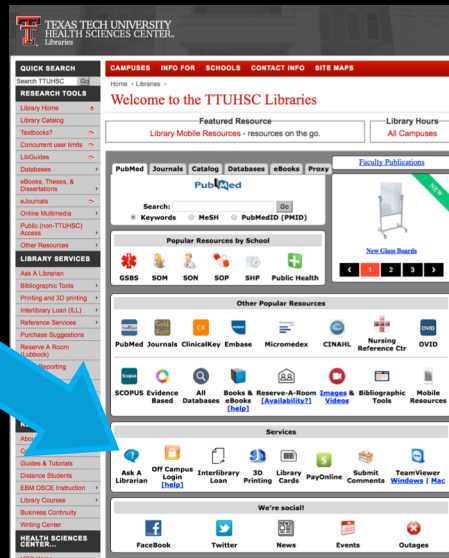 TEXAS TECH UNIVERSITY
HEALTH SCIENCES CENTER.
Libraries
QUICK SEARCH
Search TTUHSC Go
RESEARCH TOOLS
Library Home
Library Catalog
Textbooks?
Concurrent user limits
LibGuides
Databases
eBooks, Theses, &
Dissertations
eJournals
Online Multimedia
Public (non-TTUHSC)
Access
Other Resources
LIBRARY SERVICES
Ask A Librarian
Bibliographic Tools
Printing and 3D printing
Interlibrary Loan (ILL)
Reference Services
Purchase Suggestions
Reserve A Room
(Lubbock)
Reporting
Abou
Guides & Tutorials
Distance Students
EBM OSCE Instruction
Library Courses
Business Continuity
Writing Center
HEALTH SCIENCES
CENTER...
CAMPUSES INFO FOR SCHOOLS CONTACT INFO SITE MAPS
Home Libraries
Welcome to the TTUHSC Libraries
Featured Resource
Library Mobile Resources - resources on the go.
Library Hours
All Campuses
PubMed Journals Catalog Databases eBooks Proxy
PubMed
Search: Go
Keywords MeSH PubMedID (PMID)
Faculty Publications
NEW
New Glass Boards
1 2 3
Popular Resources by School
GSBS SOM SON SOP SHP Public Health
Other Popular Resources
PubMed Journals ClinicalKey Embase Micromedex CINAHL Nursing Reference Ctr OVID
SCOPUS Evidence Based All Databases Books & eBooks [help] Reserve-A-Room [Availability?] Images & Videos Bibliographic Tools Mobile Resources
Services
Ask A Librarian Off Campus Login [help] Interlibrary Loan 3D Printing Library Cards PayOnline Submit Comments TeamViewer Windows | Mac
We're social!
FaceBook Twitter News Events Outages